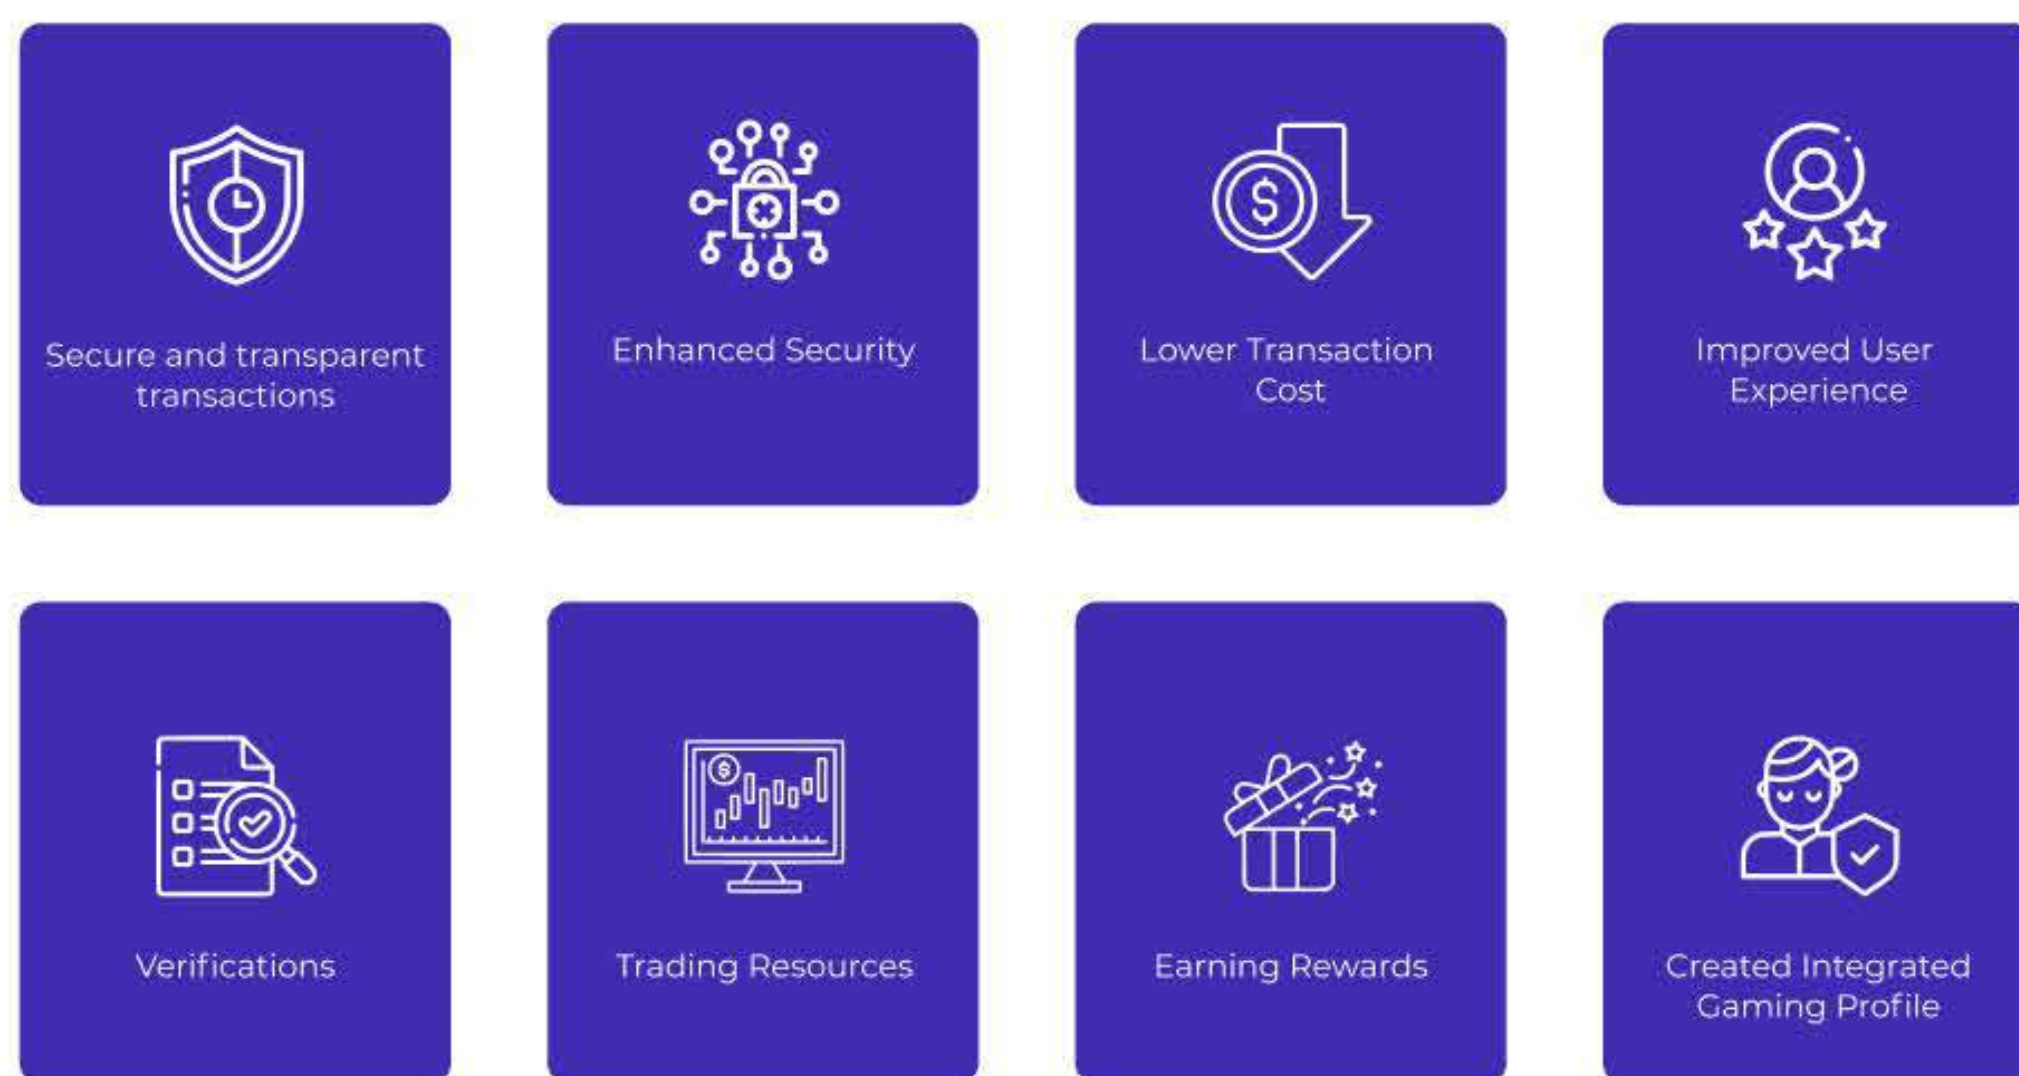 Secure and transparent
transactions
Enhanced Security
Lower Transaction
Cost
Improved User
Experience
Verifications
Trading Resources
Earning Rewards
Created Integrated
Gaming Profile